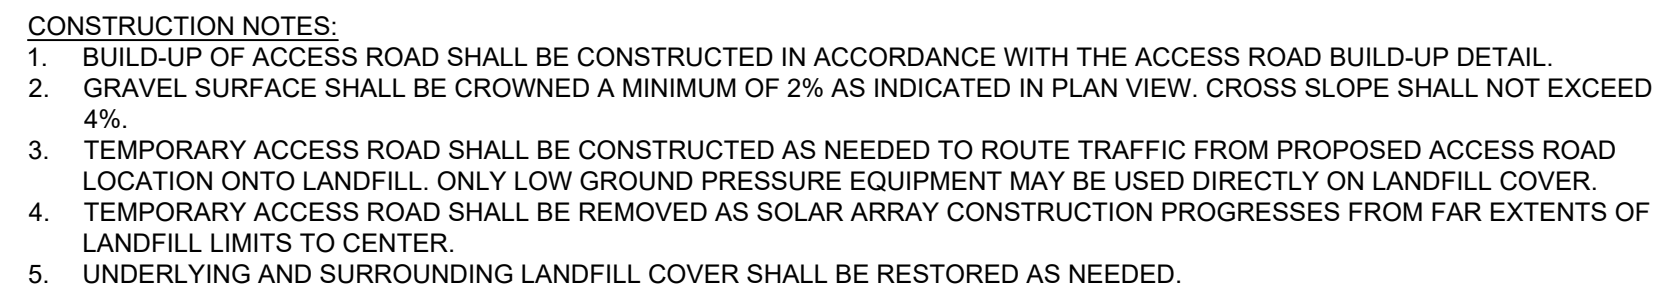 CONSTRUCTION NOTES:
1. BUILD-UP OF ACCESS ROAD SHALL BE CONSTRUCTED IN ACCORDANCE WITH THE ACCESS ROAD BUILD-UP DETAIL.
2. GRAVEL SURFACE SHALL BE CROWNED A MINIMUM OF 2% AS INDICATED IN PLAN VIEW. CROSS SLOPE SHALL NOT EXCEED
4%.
3. TEMPORARY ACCESS ROAD SHALL BE CONSTRUCTED AS NEEDED TO ROUTE TRAFFIC FROM PROPOSED ACCESS ROAD
LOCATION ONTO LANDFILL. ONLY LOW GROUND PRESSURE EQUIPMENT MAY BE USED DIRECTLY ON LANDFILL COVER.
4. TEMPORARY ACCESS ROAD SHALL BE REMOVED AS SOLAR ARRAY CONSTRUCTION PROGRESSES FROM FAR EXTENTS OF
LANDFILL LIMITS TO CENTER.
5. UNDERLYING AND SURROUNDING LANDFILL COVER SHALL BE RESTORED AS NEEDED.